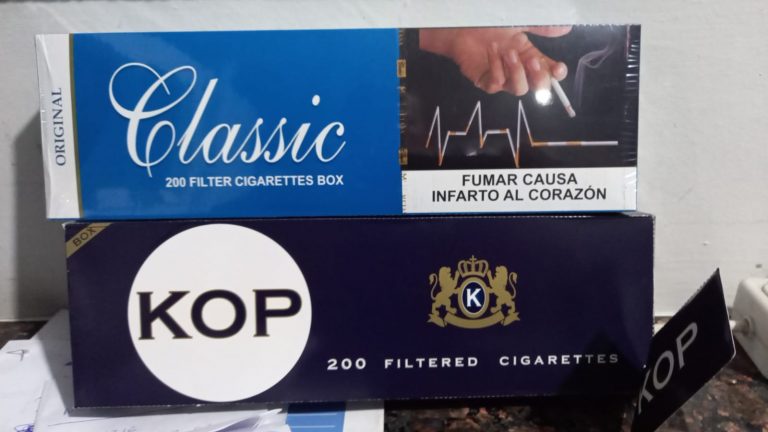 ORIGINAL
Classic
200 FILTER CIGARETTES BOX
FUMAR CAUSA
INFARTO AL CORAZÓN
BOX
KOP
K
200 FILTERED CIGARETTES
KOP